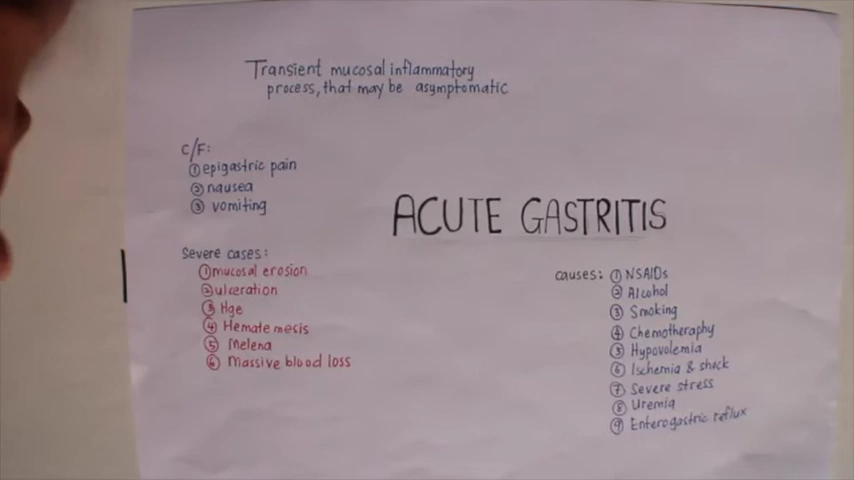 Transient mucosal inflammatory
process, that may be asymptomatic
C/F:
① epigastric pain
② nausea
③ vomiting
ACUTE GASTRITIS
Severe cases:
① mucosal erosion
② ulceration
③ Hge
④ Hematemesis
⑤ Melena
⑥ Massive blood loss
causes: ① NSAIDs
② Alcohol
③ Smoking
④ Chemotheraphy
⑤ Hypovolemia
⑥ Ischemia & shock
⑦ Severe stress
⑧ Uremia
⑨ Enterogastric reflux